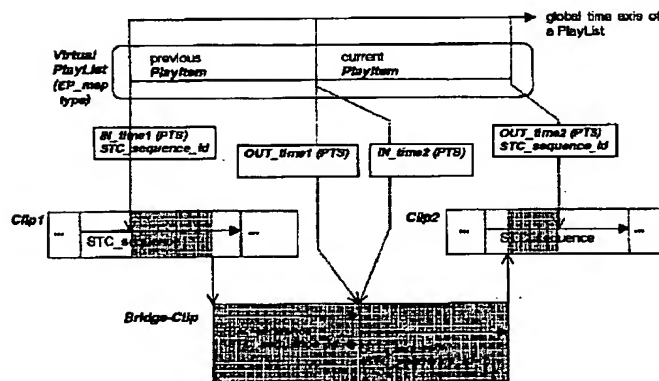 global time axis of
a PlayList
Virtual
PlayList
(EP_map
type)
previous
PlayItem
current
PlayItem
IN_time1 (PTS)
STC_sequence_id
OUT_time1 (PTS)
IN_time2 (PTS)
OUT_time2 (PTS)
STC_sequence_id
Clip1
...
STC_sequence
...
Clip2
...
STC_sequence
...
Bridge-Clip